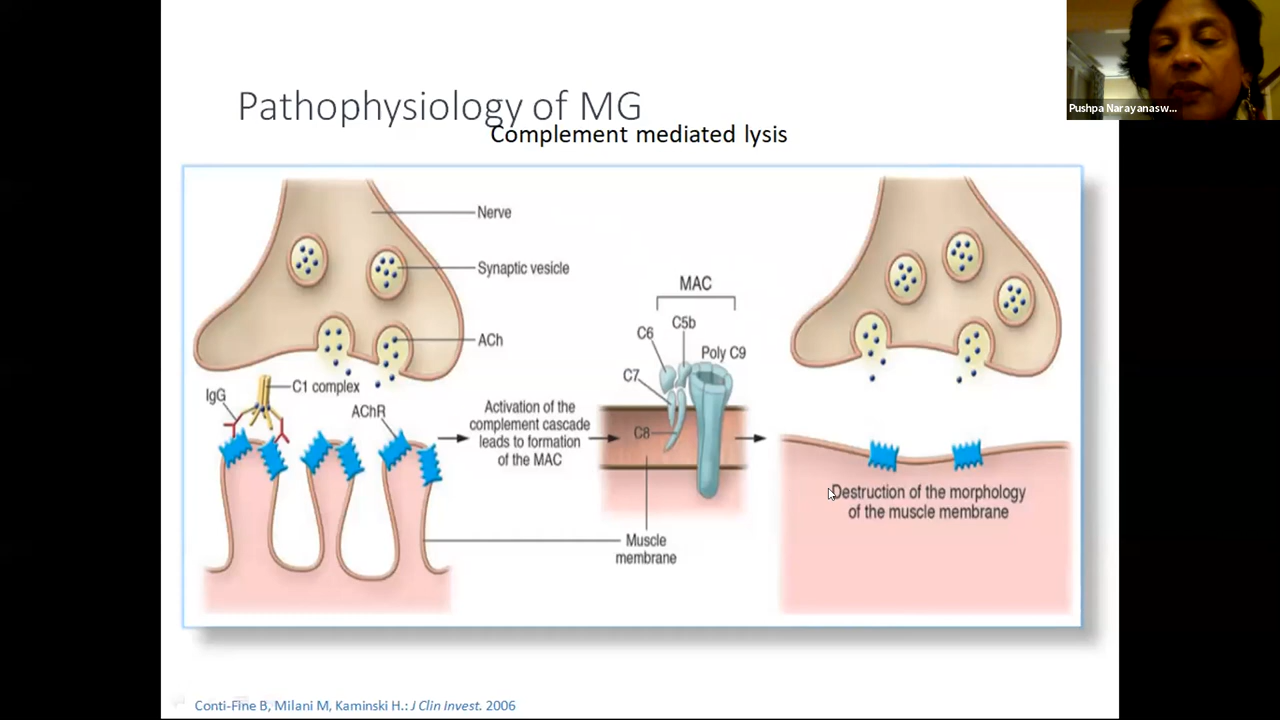 Pushpa Narayanasw...
Pathophysiology of MG
Complement mediated lysis
Nerve
Synaptic vesicle
ACh
C1 complex
IgG
AChR
Activation of the
complement cascade
leads to formation
of the MAC
MAC
C5b
C6
Poly C9
C7
C8
Muscle
membrane
Destruction of the morphology
of the muscle membrane
Conti-Fine B, Milani M, Kaminski H.: J Clin Invest. 2006